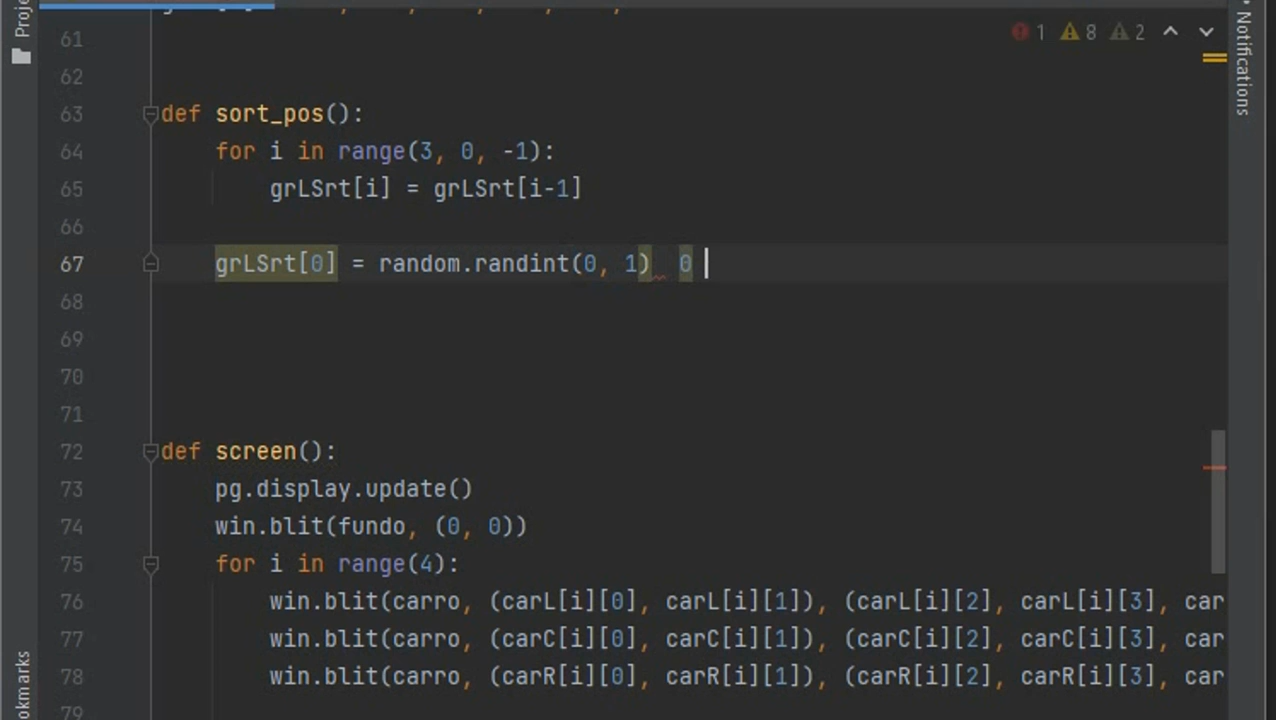 Proje
61
1 8 2
Notifications
62
63 def sort_pos():
64 for i in range(3, 0, -1):
65 grLSrt[i] = grLSrt[i-1]
66
67 grLSrt[0] = random.randint(0, 1)  0
68
69
70
71
72 def screen():
73 pg.display.update()
74 win.blit(fundo, (0, 0))
75 for i in range(4):
76 win.blit(carro, (carL[i][0], carL[i][1]), (carL[i][2], carL[i][3], car
77 win.blit(carro, (carC[i][0], carC[i][1]), (carC[i][2], carC[i][3], car
78 win.blit(carro, (carR[i][0], carR[i][1]), (carR[i][2], carR[i][3], car
79
okmarks